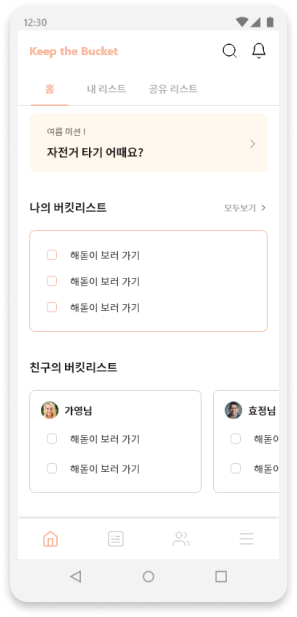 12:30
Keep the Bucket
홈 내 리스트 공유 리스트
여름 미션 !
자전거 타기 어때요?
나의 버킷리스트 모두보기
해돋이 보러 가기
해돋이 보러 가기
해돋이 보러 가기
친구의 버킷리스트
가영님 효정님
해돋이 보러 가기 해돋이
해돋이 보러 가기 해돋이